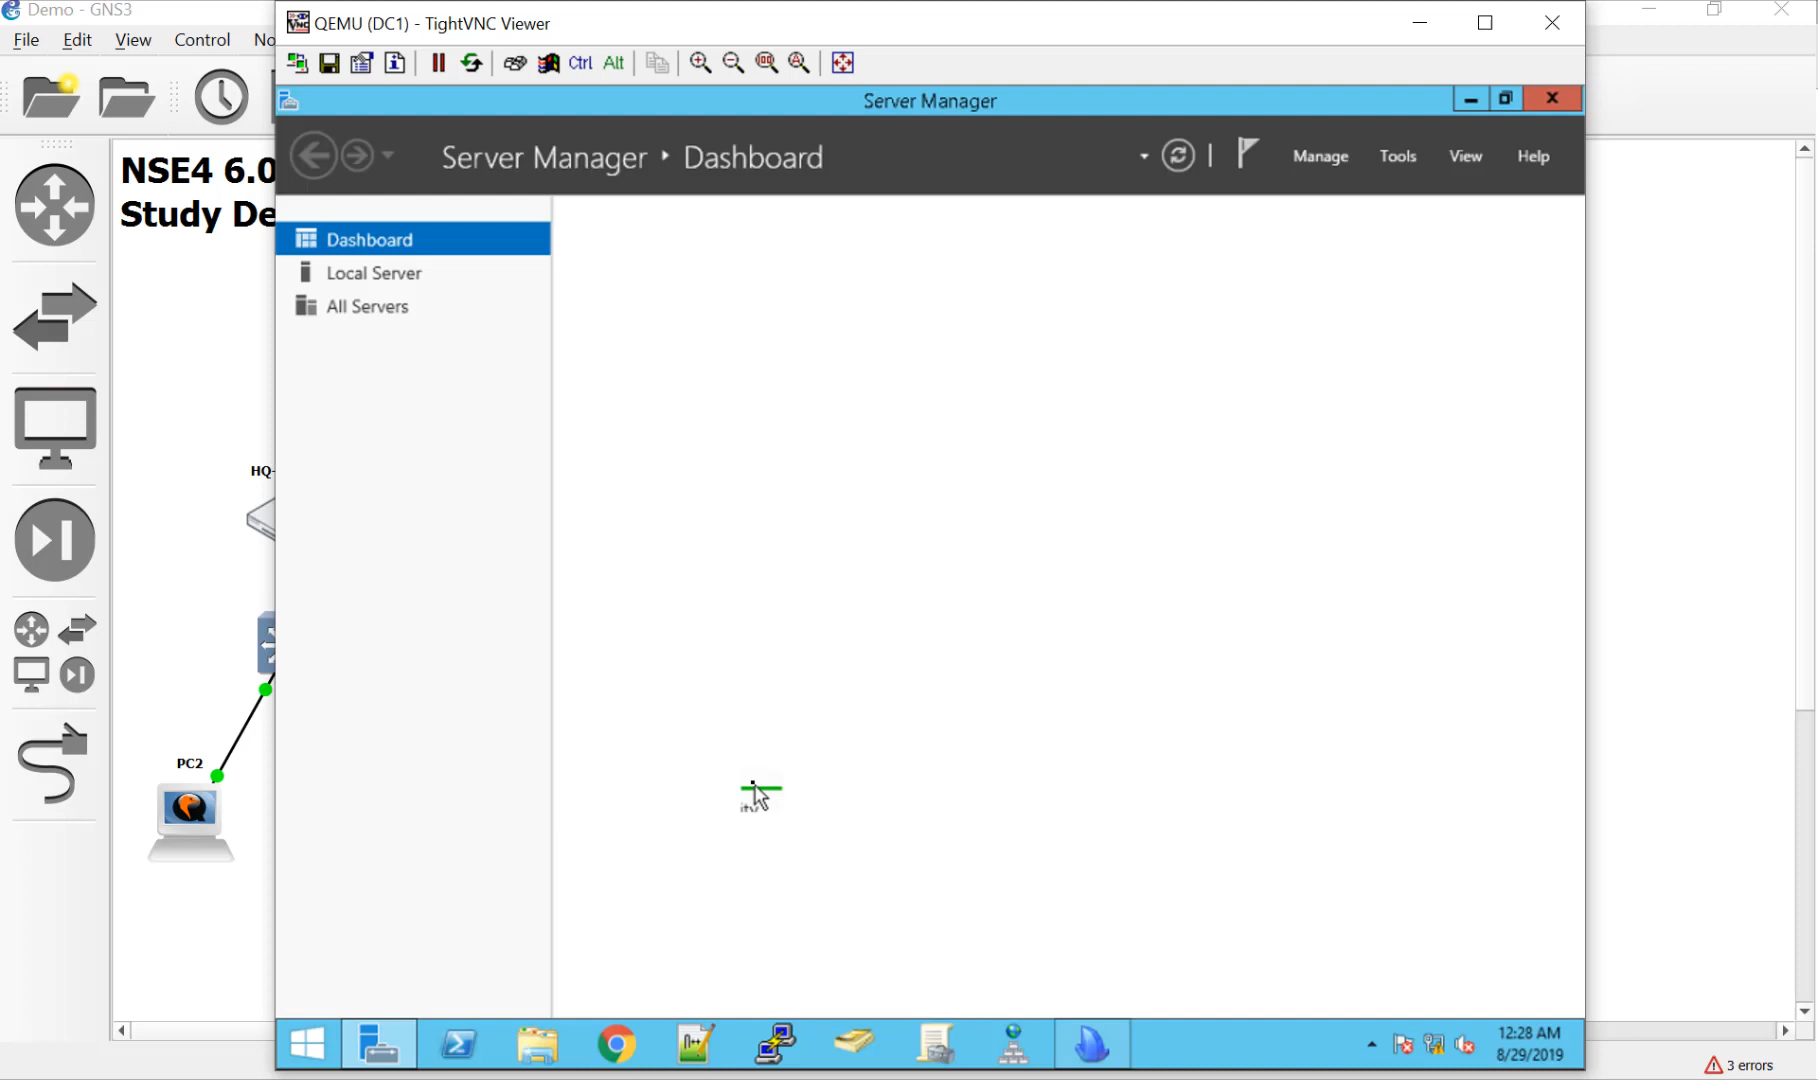 Demo - GNS3
QEMU (DC1) - TightVNC Viewer
File Edit View Control No
Ctrl Alt
Server Manager
Server Manager Dashboard
Manage Tools View Help
NSE4 6.0
Study De
Dashboard
Local Server
All Servers
HQ-
PC2
12:28 AM
8/29/2019
3 errors